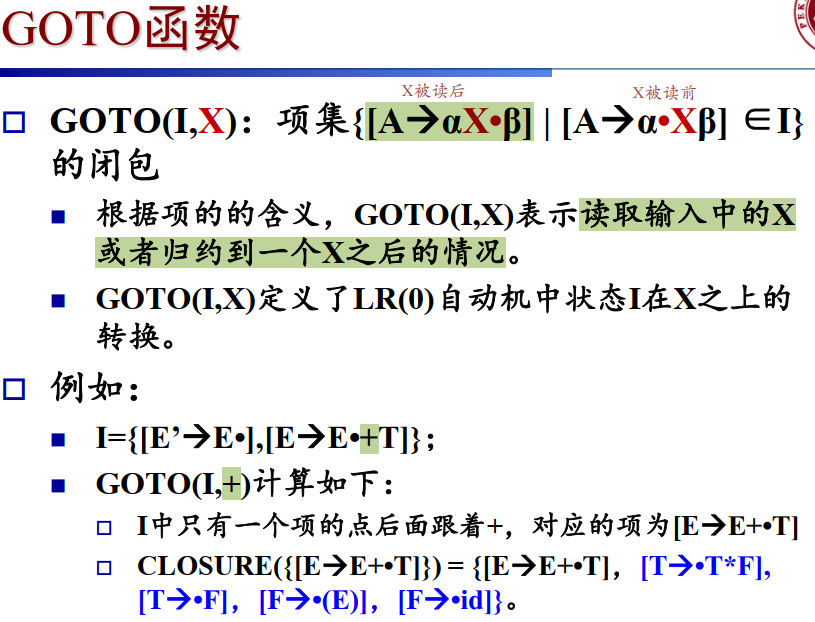 GOTO函数
X被读后 X被读前
GOTO(I,X)：项集{[A→αX•β] | [A→α•Xβ] ∈I}
的闭包
根据项的的含义，GOTO(I,X)表示读取输入中的X
或者归约到一个X之后的情况。
GOTO(I,X)定义了LR(0)自动机中状态I在X之上的
转换。
例如：
I={[E’→E•],[E→E•+T]}；
GOTO(I,+)计算如下：
I中只有一个项的点后面跟着+，对应的项为[E→E+•T]
CLOSURE({[E→E+•T]}) = {[E→E+•T]，[T→•T*F],
[T→•F]，[F→•(E)]，[F→•id]}。